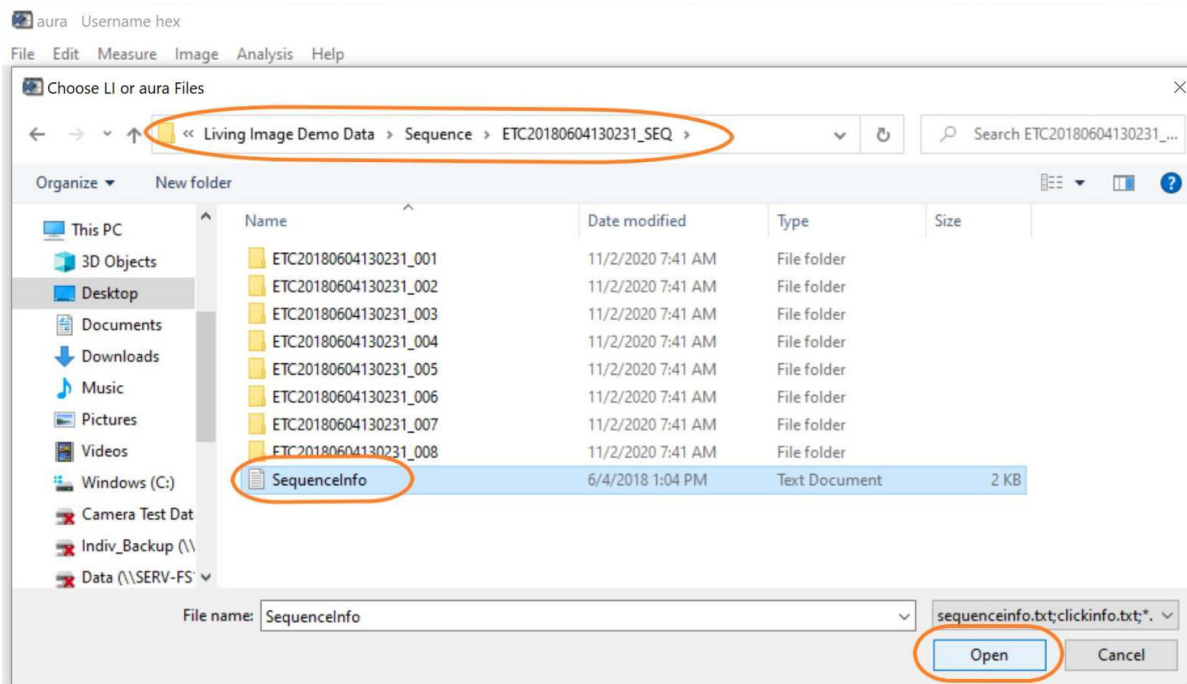 aura Username hex
File Edit Measure Image Analysis Help
Choose LI or aura Files
« Living Image Demo Data > Sequence > ETC20180604130231_SEQ >
Search ETC20180604130231_...
Organize New folder
Name Date modified Type Size
This PC
3D Objects
Desktop
Documents
Downloads
Music
Pictures
Videos
Windows (C:)
Camera Test Dat
Indiv_Backup (\\
Data (\\SERV-FS
ETC20180604130231_001 11/2/2020 7:41 AM File folder
ETC20180604130231_002 11/2/2020 7:41 AM File folder
ETC20180604130231_003 11/2/2020 7:41 AM File folder
ETC20180604130231_004 11/2/2020 7:41 AM File folder
ETC20180604130231_005 11/2/2020 7:41 AM File folder
ETC20180604130231_006 11/2/2020 7:41 AM File folder
ETC20180604130231_007 11/2/2020 7:41 AM File folder
ETC20180604130231_008 11/2/2020 7:41 AM File folder
SequenceInfo 6/4/2018 1:04 PM Text Document 2 KB
File name: SequenceInfo sequenceinfo.txt;clickinfo.txt;*.
Open Cancel